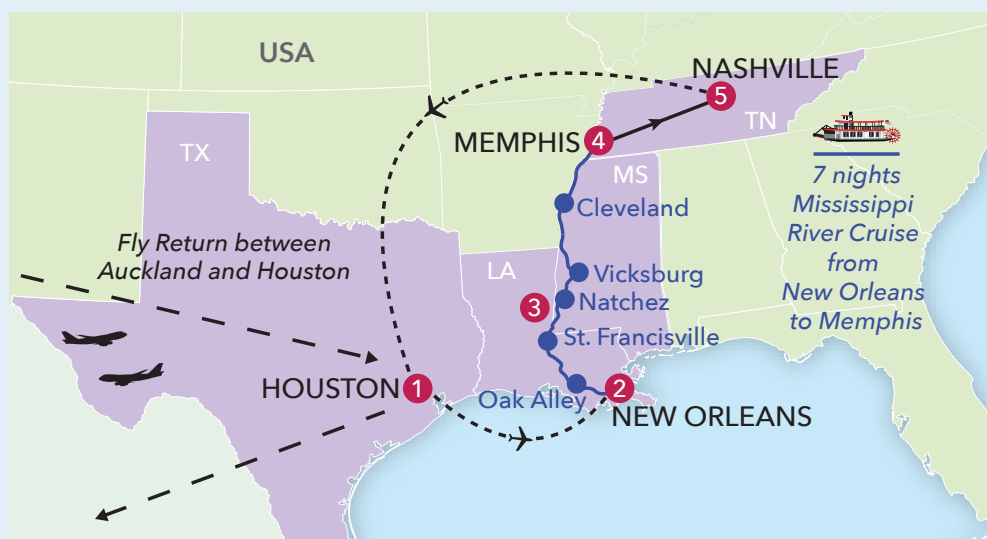 USA
NASHVILLE
5
TN
MEMPHIS 4
TX
MS
7 nights
Mississippi
River Cruise
from
New Orleans
to Memphis
Cleveland
Fly Return between
Auckland and Houston
LA
Vicksburg
Natchez
3
St. Francisville
HOUSTON 1
Oak Alley
2
NEW ORLEANS